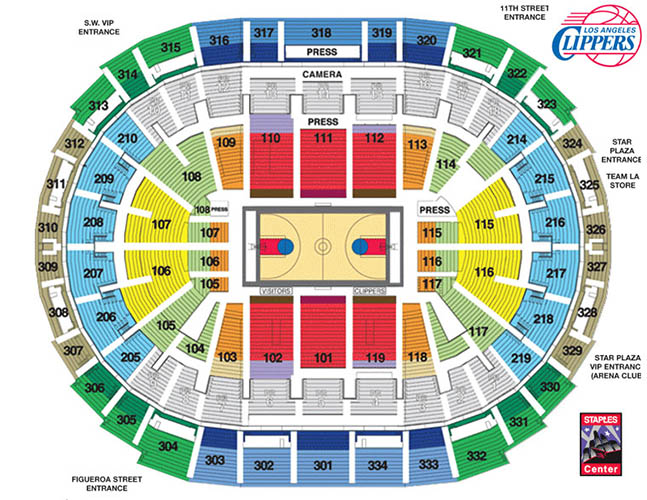 11TH STREET
ENTRANCE
LOS ANGELES
CLIPPERS
S.W. VIP
ENTRANCE
315 316 317 318 319 320 321
PRESS
314 322
CAMERA
313 323
PRESS
312 210 109 110 111 112 113 214 324
STAR
PLAZA
ENTRANCE
114
311 209 108 215 325
TEAM LA
STORE
108 PRESS PRESS
310 208 107 107 115 115 216 326
309 207 106 106 116 116 217 327
105 117
VISITORS CLIPPERS
308 206 105 218 328
104 117
307 205 103 102 101 119 118 219 329
STAR PLAZA
VIP ENTRANC
(ARENA CLUB
306 330
305 331
304 303 302 301 334 333 332
STAPLES
Center
FIGUEROA STREET
ENTRANCE